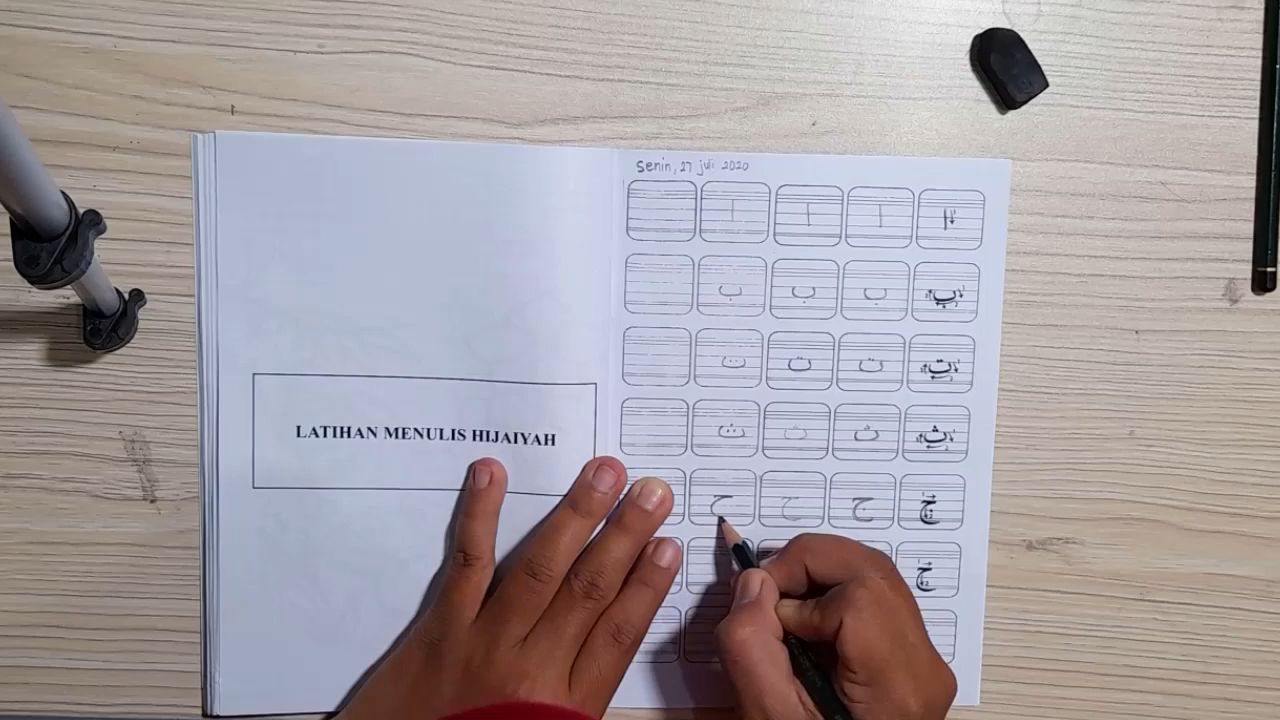 LATIHAN MENULIS HIJAIYAH
Senin, 27 juli 2020
ا ا ا ا
ب ب ب ب
ت ت ت ت
ث ث ث ث
ج ج ح ح
ح